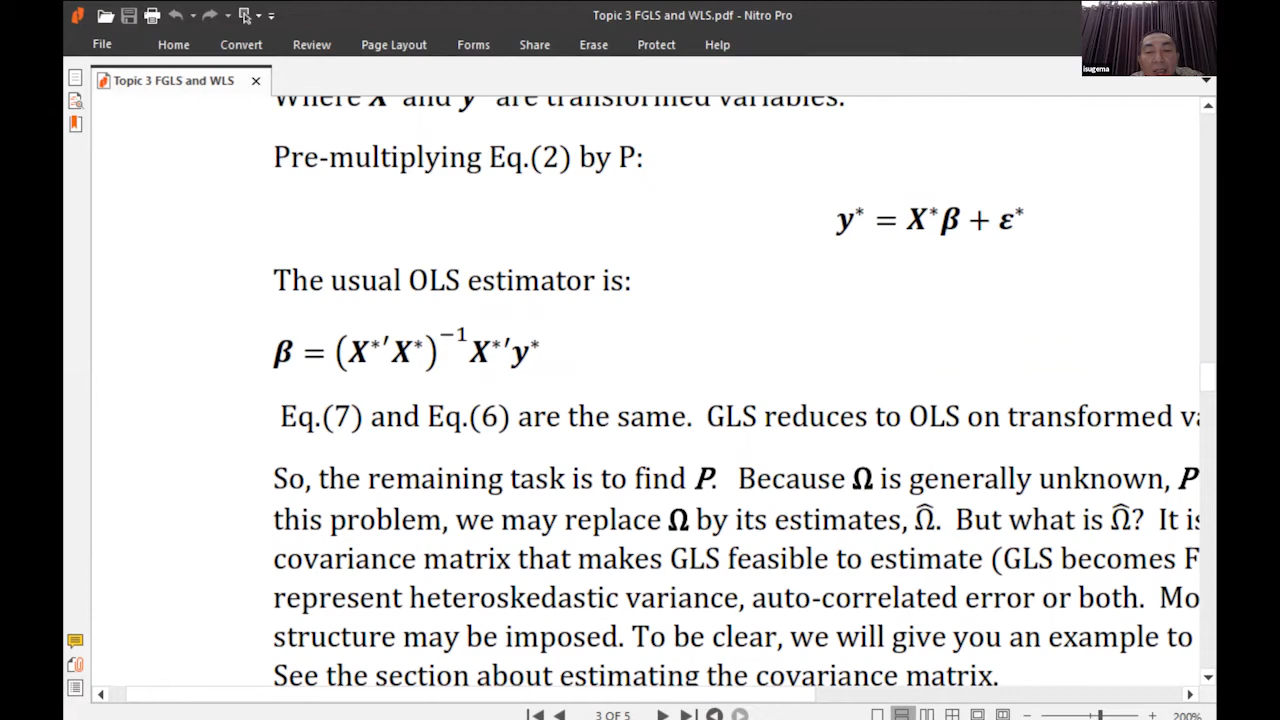 Topic 3 FGLS and WLS.pdf - Nitro Pro
File Home Convert Review Page Layout Forms Share Erase Protect Help
isugema
Topic 3 FGLS and WLS
Where X and y are transformed variables.
Pre-multiplying Eq.(2) by P:
y* = X*β + ε*
The usual OLS estimator is:
β = (X*′X*)⁻¹X*′y*
Eq.(7) and Eq.(6) are the same. GLS reduces to OLS on transformed va
So, the remaining task is to find P. Because Ω is generally unknown, P
this problem, we may replace Ω by its estimates, Ω̂. But what is Ω̂? It is
covariance matrix that makes GLS feasible to estimate (GLS becomes F
represent heteroskedastic variance, auto-correlated error or both. Mo
structure may be imposed. To be clear, we will give you an example to
See the section about estimating the covariance matrix.
3 OF 5
200%